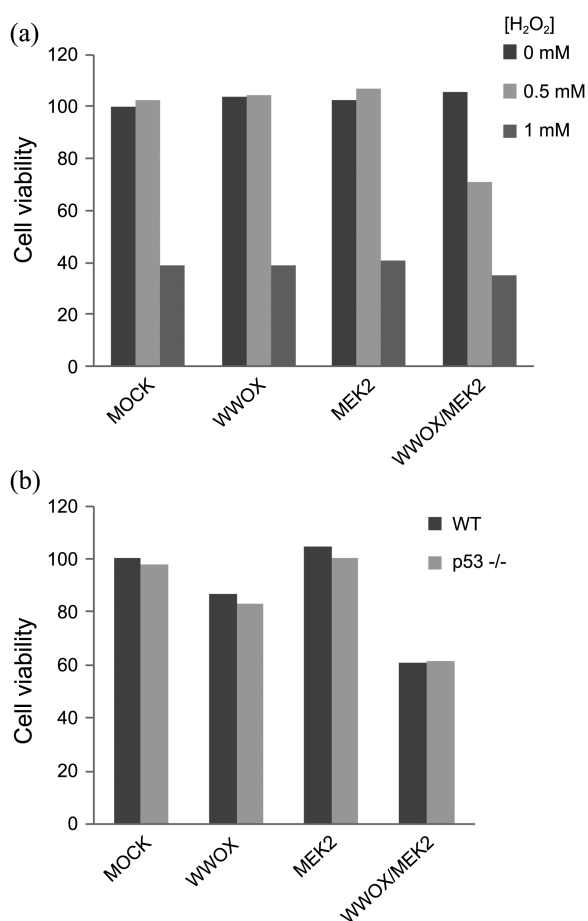 (a)
[H₂O₂]
0 mM
0.5 mM
1 mM
Cell viability
120
100
80
60
40
20
0
MOCK
WWOX
MEK2
WWOX/MEK2
(b)
WT
p53 -/-
Cell viability
120
100
80
60
40
20
0
MOCK
WWOX
MEK2
WWOX/MEK2